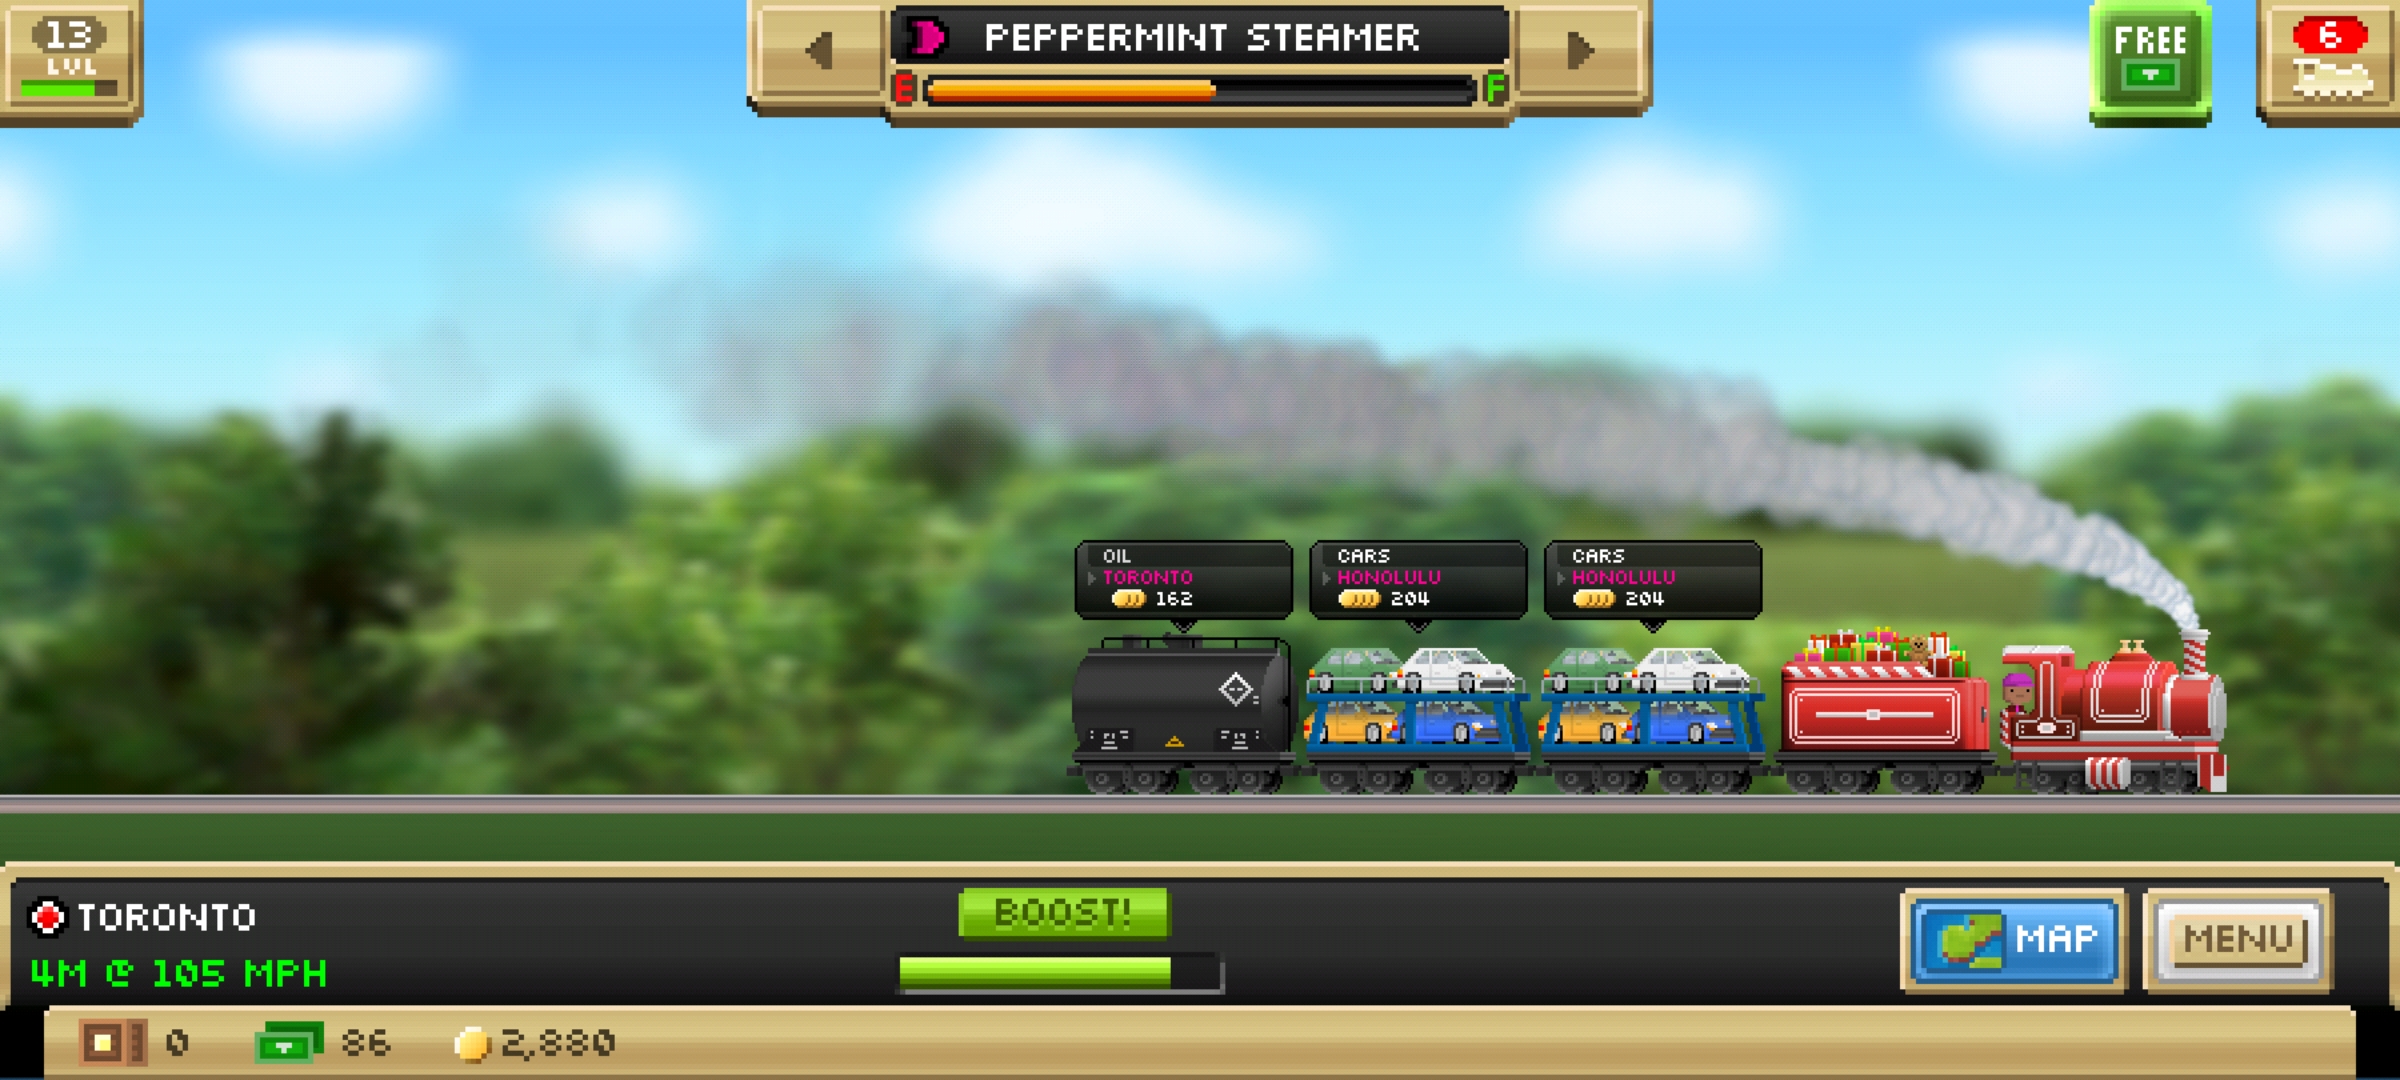 13
LVL
PEPPERMINT STEAMER
E F
FREE
6
OIL
TORONTO
162
CARS
HONOLULU
204
CARS
HONOLULU
204
TORONTO
4M @ 105 MPH
BOOST!
MAP
MENU
0
86
2,880